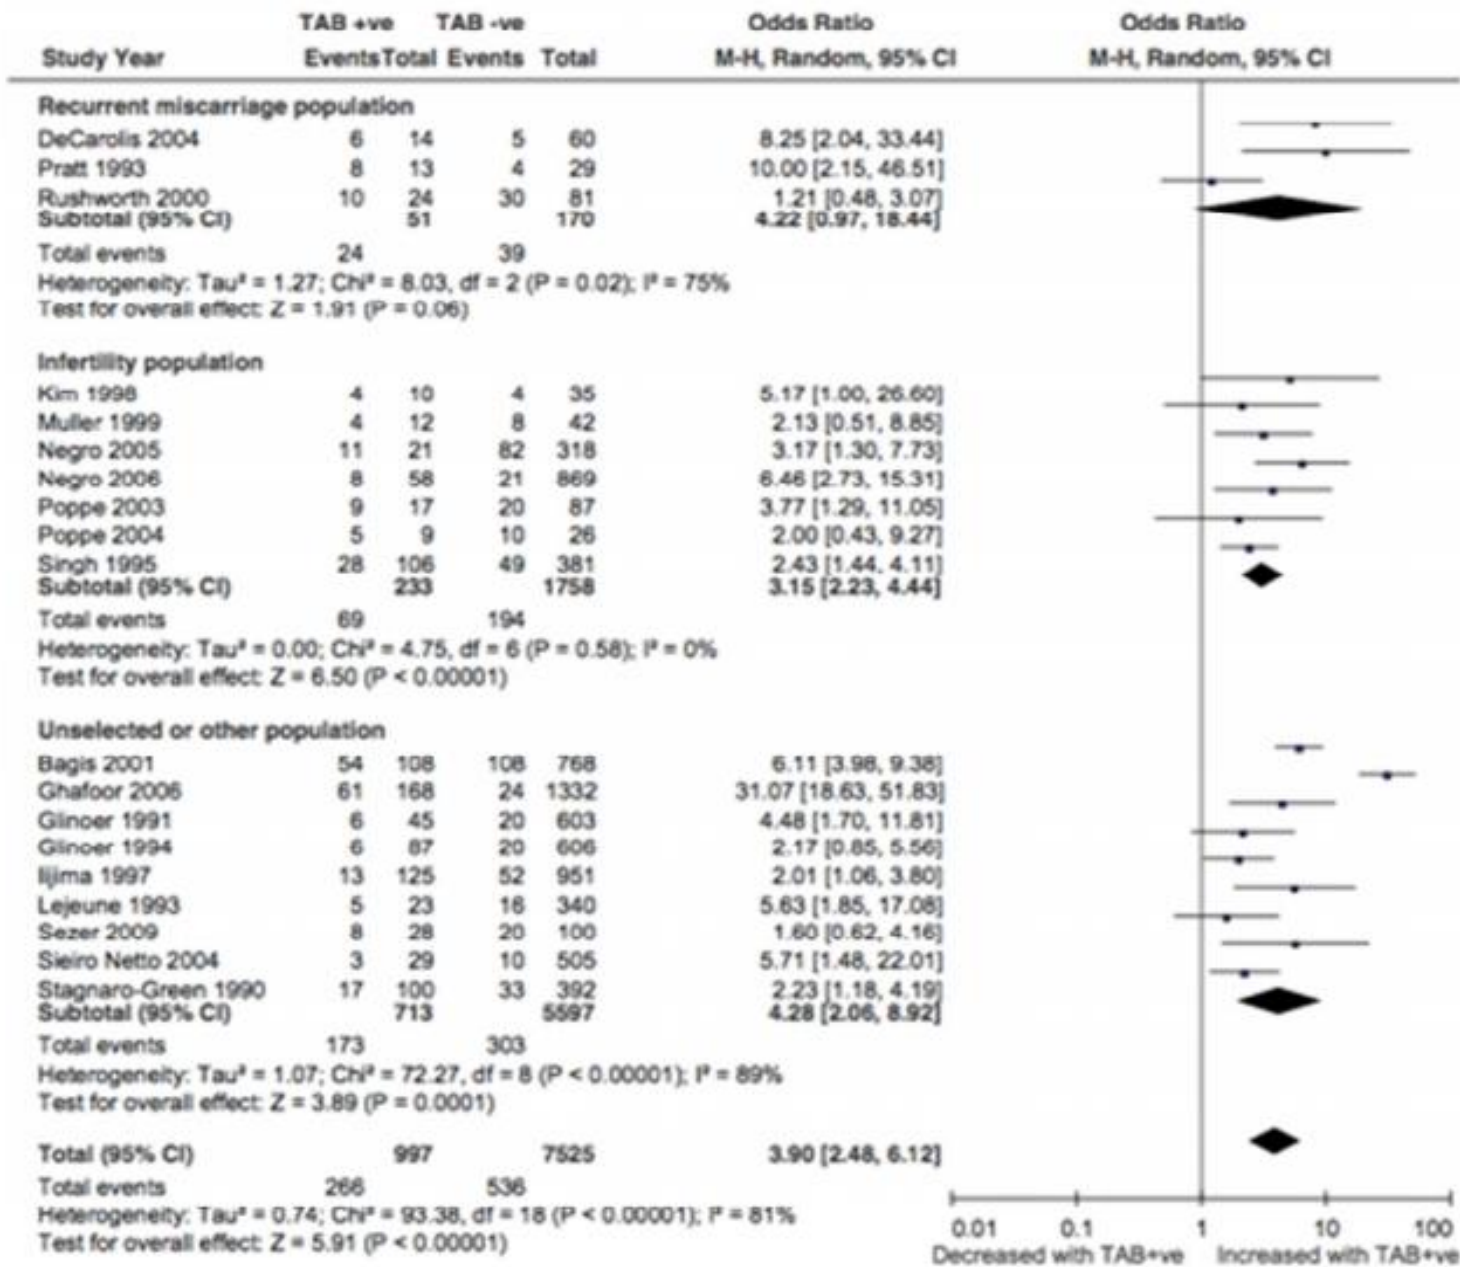 TAB +ve TAB -ve Odds Ratio Odds Ratio
Study Year Events Total Events Total M-H, Random, 95% CI M-H, Random, 95% CI
Recurrent miscarriage population
DeCarolis 2004 6 14 5 60 8.25 [2.04, 33.44]
Pratt 1993 8 13 4 29 10.00 [2.15, 46.51]
Rushworth 2000 10 24 30 81 1.21 [0.48, 3.07]
Subtotal (95% CI) 51 170 4.22 [0.97, 18.44]
Total events 24 39
Heterogeneity: Tau² = 1.27; Chi² = 8.03, df = 2 (P = 0.02); I² = 75%
Test for overall effect: Z = 1.91 (P = 0.06)
Infertility population
Kim 1998 4 10 4 35 5.17 [1.00, 26.60]
Muller 1999 4 12 8 42 2.13 [0.51, 8.85]
Negro 2005 11 21 82 318 3.17 [1.30, 7.73]
Negro 2006 8 58 21 869 6.46 [2.73, 15.31]
Poppe 2003 9 17 20 87 3.77 [1.29, 11.05]
Poppe 2004 5 9 10 26 2.00 [0.43, 9.27]
Singh 1995 28 106 49 381 2.43 [1.44, 4.11]
Subtotal (95% CI) 233 1758 3.15 [2.23, 4.44]
Total events 69 194
Heterogeneity: Tau² = 0.00; Chi² = 4.75, df = 6 (P = 0.58); I² = 0%
Test for overall effect: Z = 6.50 (P < 0.00001)
Unselected or other population
Bagis 2001 54 108 108 768 6.11 [3.98, 9.38]
Ghafoor 2006 61 168 24 1332 31.07 [18.63, 51.83]
Glinoer 1991 6 45 20 603 4.48 [1.70, 11.81]
Glinoer 1994 6 87 20 606 2.17 [0.85, 5.56]
Iijima 1997 13 125 52 951 2.01 [1.06, 3.80]
Lejeune 1993 5 23 16 340 5.63 [1.85, 17.08]
Sezer 2009 8 28 20 100 1.60 [0.62, 4.16]
Sieiro Netto 2004 3 29 10 505 5.71 [1.48, 22.01]
Stagnaro-Green 1990 17 100 33 392 2.23 [1.18, 4.19]
Subtotal (95% CI) 713 5597 4.28 [2.06, 8.92]
Total events 173 303
Heterogeneity: Tau² = 1.07; Chi² = 72.27, df = 8 (P < 0.00001); I² = 89%
Test for overall effect: Z = 3.89 (P = 0.0001)
Total (95% CI) 997 7525 3.90 [2.48, 6.12]
Total events 266 536
Heterogeneity: Tau² = 0.74; Chi² = 93.38, df = 18 (P < 0.00001); I² = 81%
Test for overall effect: Z = 5.91 (P < 0.00001)
0.01 0.1 1 10 100
Decreased with TAB+ve Increased with TAB+ve